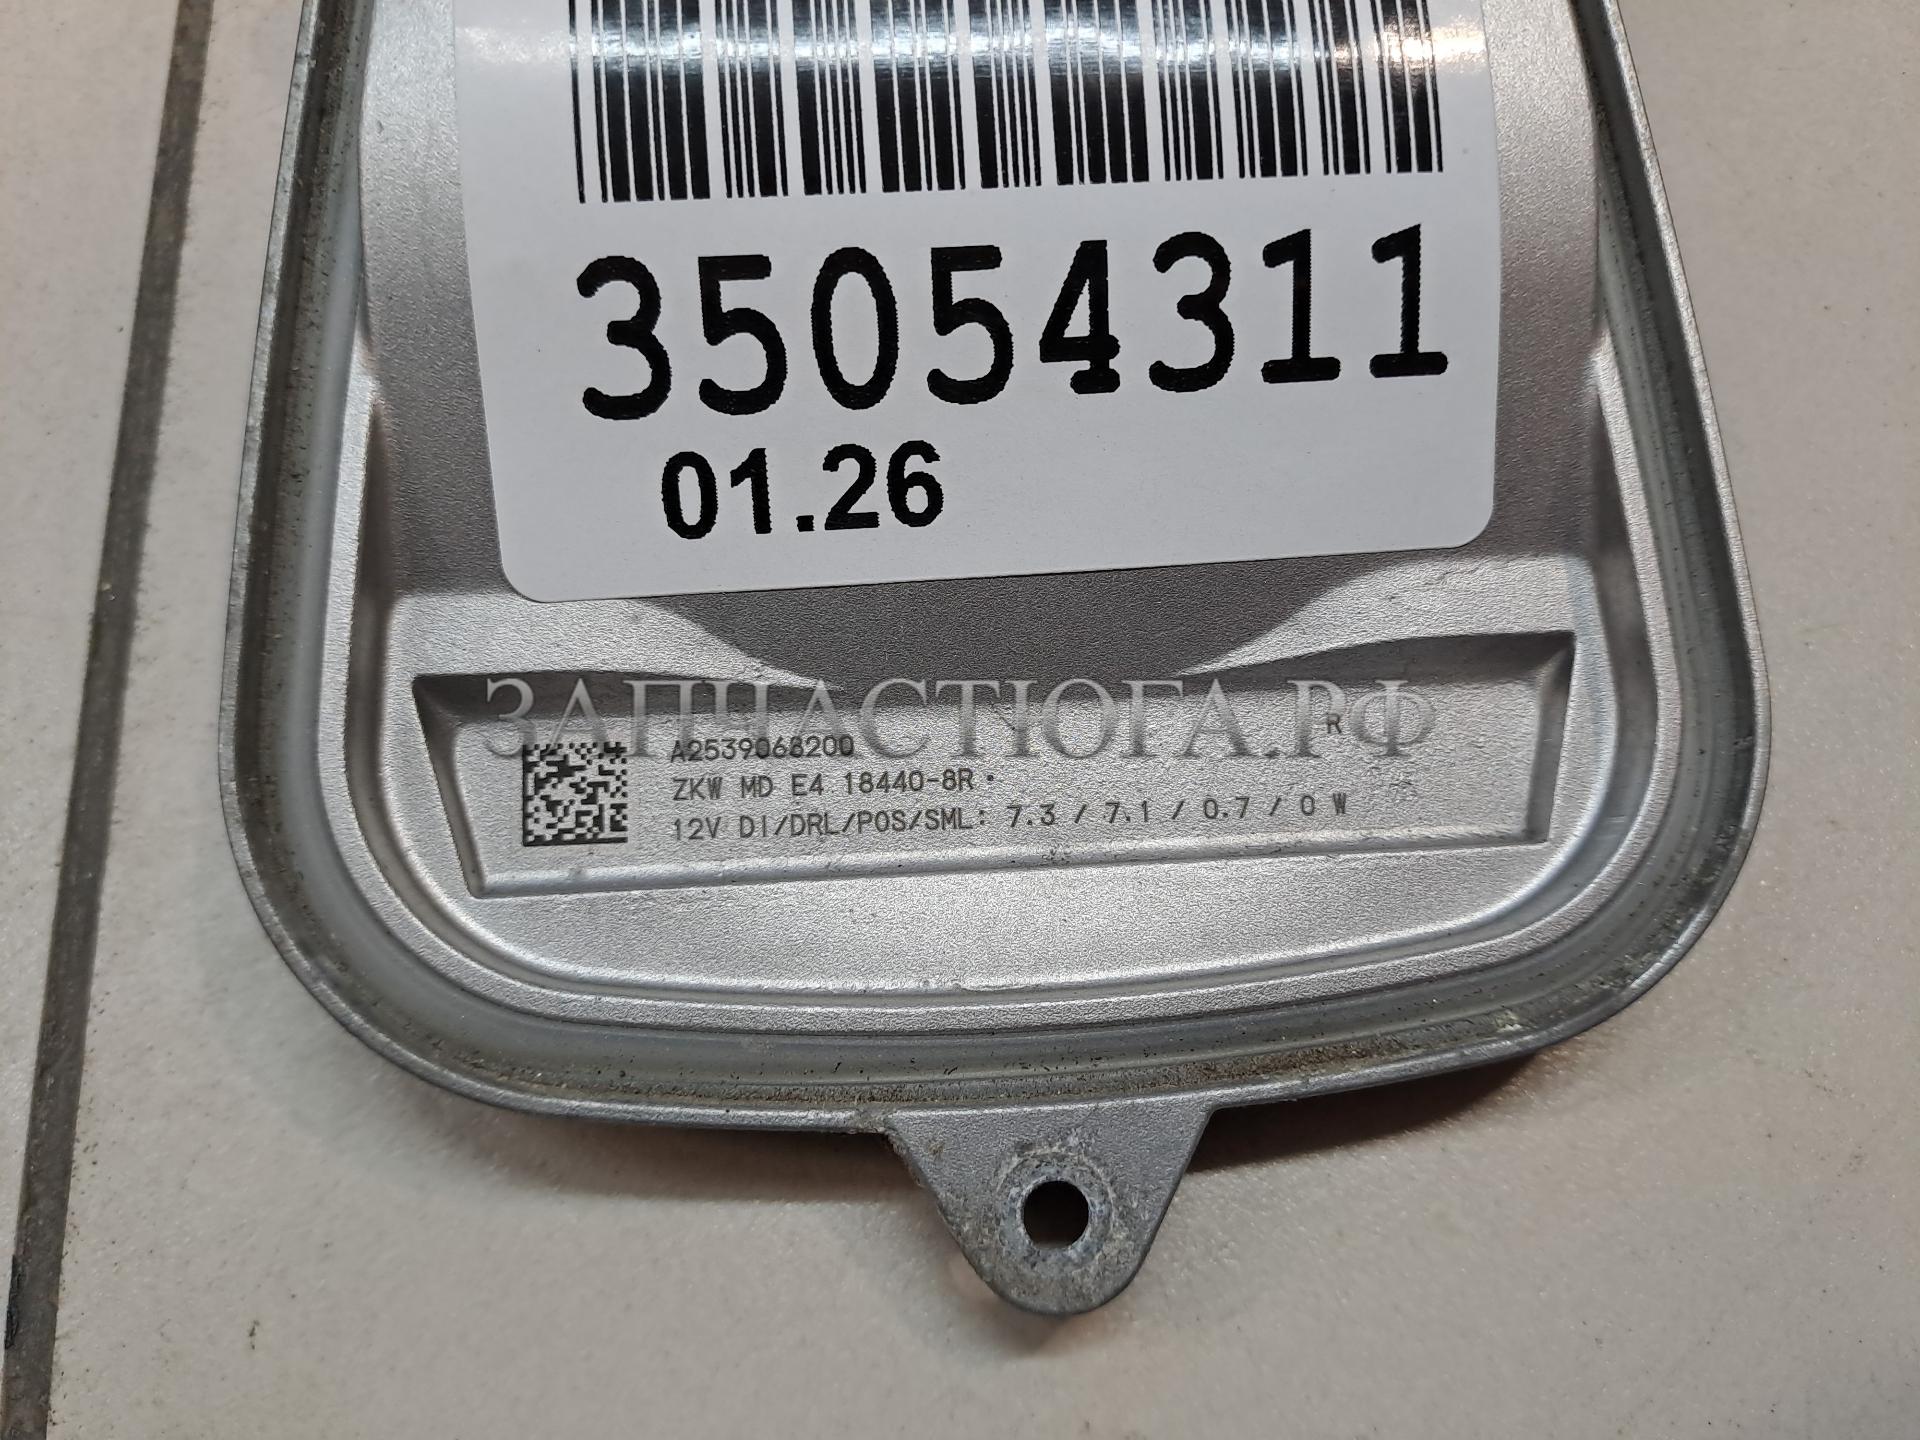 35054311
01.26
ЗАПЧАСТЮГА.РФ
R
A2539068200
ZKW MD E4 18440-8R
12V DI/DRL/POS/SML: 7.3 / 7.1 / 0.7 / 0 W